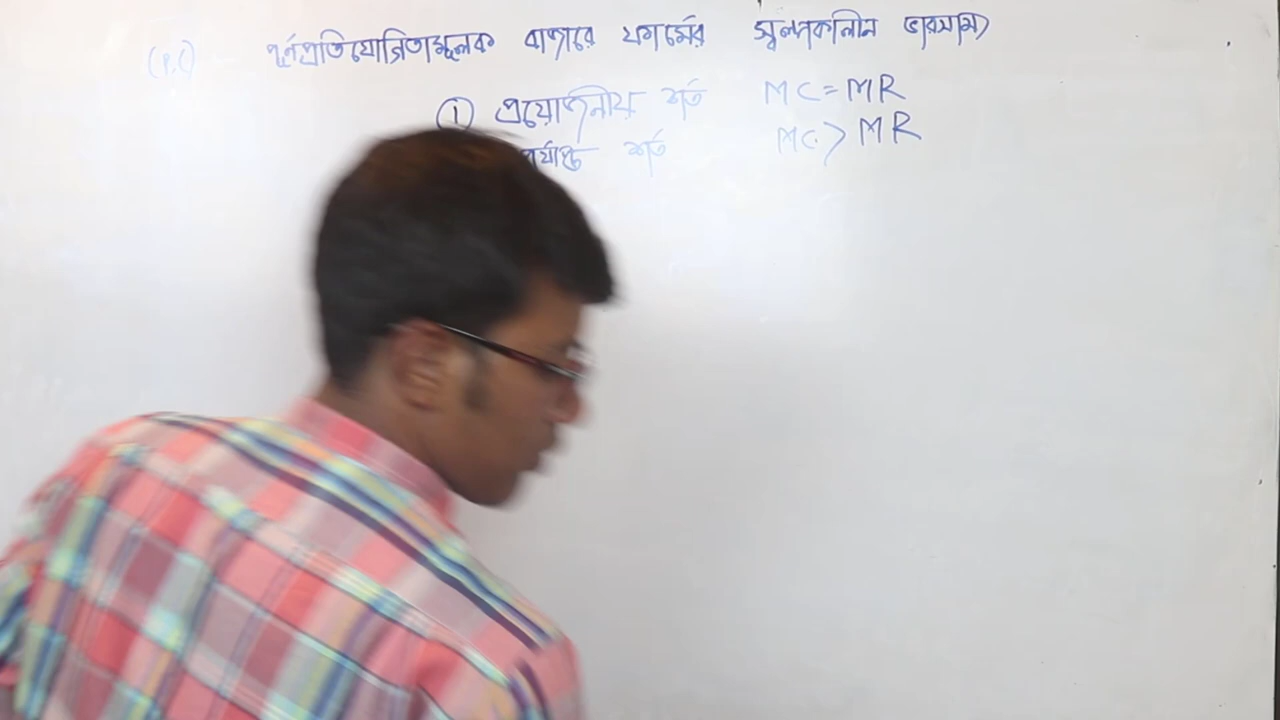 (P.C) পূর্ণপ্রতিযোগিতামূলক বাজারে ফার্মের স্বল্পকালীন ভারসাম্য
① প্রয়োজনীয় শর্ত MC = MR
পর্যাপ্ত শর্ত MC > MR